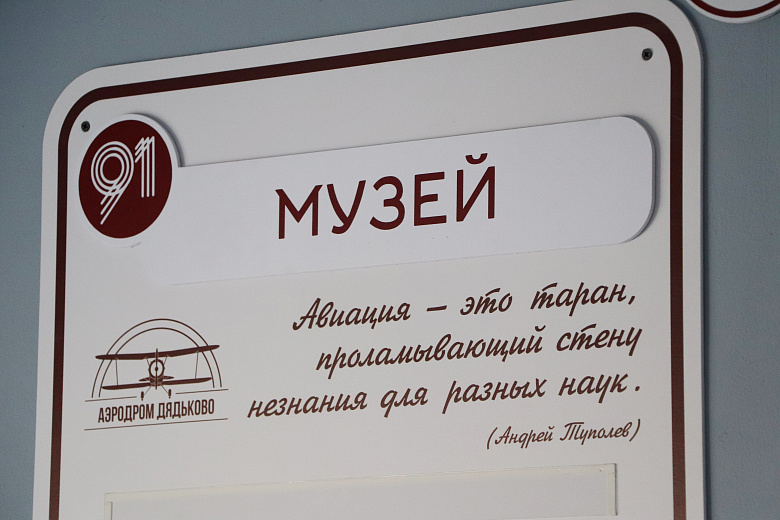 91
МУЗЕЙ
Авиация – это таран,
проламывающий стену
незнания для разных наук.
(Андрей Туполев)
АЭРОДРОМ ДЯДЬКОВО